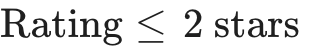 Rating ≤ 2 stars